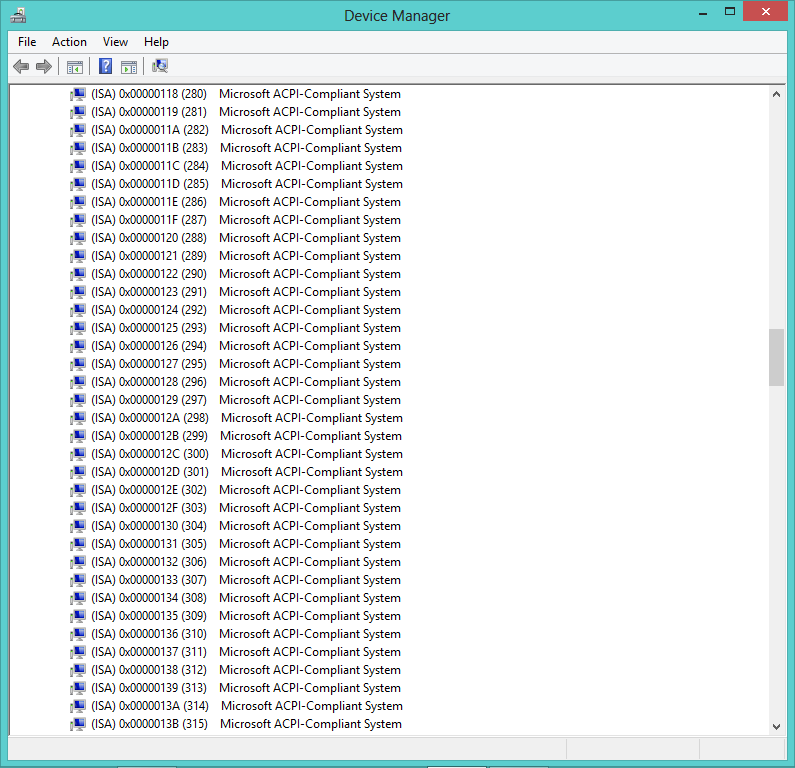 Device Manager
File Action View Help
(ISA) 0x00000118 (280) Microsoft ACPI-Compliant System
(ISA) 0x00000119 (281) Microsoft ACPI-Compliant System
(ISA) 0x0000011A (282) Microsoft ACPI-Compliant System
(ISA) 0x0000011B (283) Microsoft ACPI-Compliant System
(ISA) 0x0000011C (284) Microsoft ACPI-Compliant System
(ISA) 0x0000011D (285) Microsoft ACPI-Compliant System
(ISA) 0x0000011E (286) Microsoft ACPI-Compliant System
(ISA) 0x0000011F (287) Microsoft ACPI-Compliant System
(ISA) 0x00000120 (288) Microsoft ACPI-Compliant System
(ISA) 0x00000121 (289) Microsoft ACPI-Compliant System
(ISA) 0x00000122 (290) Microsoft ACPI-Compliant System
(ISA) 0x00000123 (291) Microsoft ACPI-Compliant System
(ISA) 0x00000124 (292) Microsoft ACPI-Compliant System
(ISA) 0x00000125 (293) Microsoft ACPI-Compliant System
(ISA) 0x00000126 (294) Microsoft ACPI-Compliant System
(ISA) 0x00000127 (295) Microsoft ACPI-Compliant System
(ISA) 0x00000128 (296) Microsoft ACPI-Compliant System
(ISA) 0x00000129 (297) Microsoft ACPI-Compliant System
(ISA) 0x0000012A (298) Microsoft ACPI-Compliant System
(ISA) 0x0000012B (299) Microsoft ACPI-Compliant System
(ISA) 0x0000012C (300) Microsoft ACPI-Compliant System
(ISA) 0x0000012D (301) Microsoft ACPI-Compliant System
(ISA) 0x0000012E (302) Microsoft ACPI-Compliant System
(ISA) 0x0000012F (303) Microsoft ACPI-Compliant System
(ISA) 0x00000130 (304) Microsoft ACPI-Compliant System
(ISA) 0x00000131 (305) Microsoft ACPI-Compliant System
(ISA) 0x00000132 (306) Microsoft ACPI-Compliant System
(ISA) 0x00000133 (307) Microsoft ACPI-Compliant System
(ISA) 0x00000134 (308) Microsoft ACPI-Compliant System
(ISA) 0x00000135 (309) Microsoft ACPI-Compliant System
(ISA) 0x00000136 (310) Microsoft ACPI-Compliant System
(ISA) 0x00000137 (311) Microsoft ACPI-Compliant System
(ISA) 0x00000138 (312) Microsoft ACPI-Compliant System
(ISA) 0x00000139 (313) Microsoft ACPI-Compliant System
(ISA) 0x0000013A (314) Microsoft ACPI-Compliant System
(ISA) 0x0000013B (315) Microsoft ACPI-Compliant System